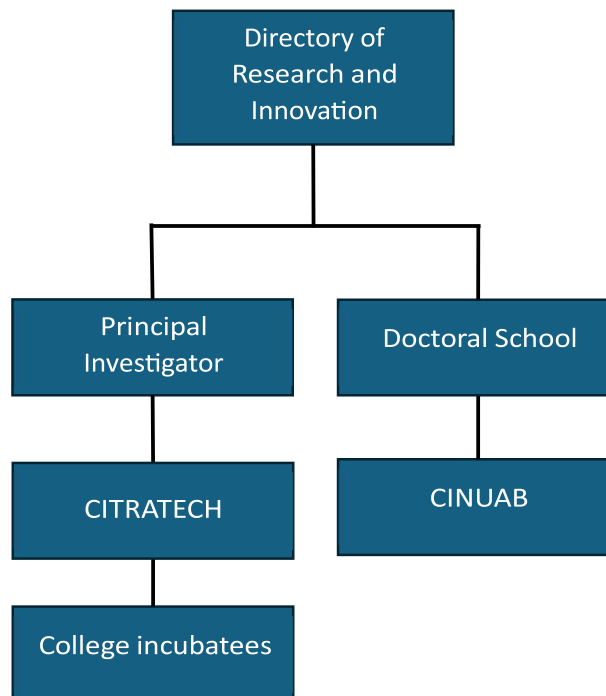 Directory of
Research and
Innovation
Principal
Investigator
Doctoral School
CITRATECH
CINUAB
College incubatees